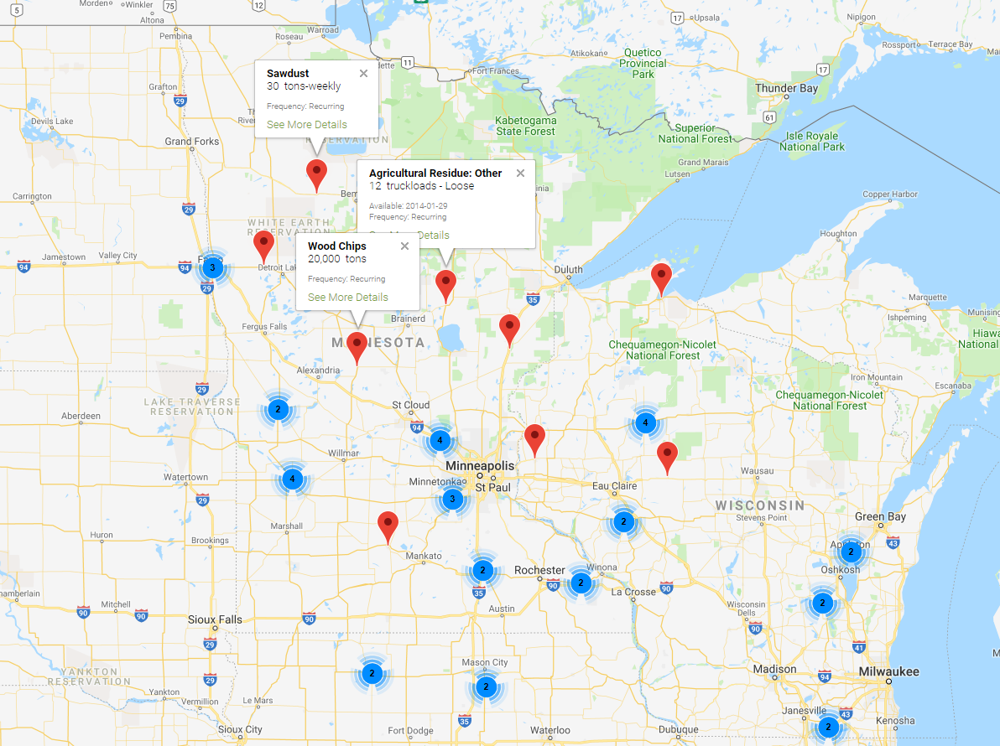 5
Morden
Winkler
75
12
17
Upsala
Nipigon
Altona
Pembina
Roseau
Warroad
11
Atikokan
Quetico
Provincial
Park
Rossport
Terrace Bay
Fort Frances
17
Sawdust
30 tons-weekly
Frequency: Recurring
See More Details
Grafton
29
Thunder Bay
61
Devils Lake
Grand Forks
Kabetogama
State Forest
Superior
National Forest
Isle Royale
National Park
Grand Marais
Lutsen
Agricultural Residue: Other
12 truckloads - Loose
Available: 2014-01-29
Frequency: Recurring
Details
Carrington
29
Copper Harbor
WHITE EARTH
RESERVATION
Houghton
Wood Chips
20,000 tons
Frequency: Recurring
See More Details
94
Jamestown
Valley City
94
3
29
Duluth
35
Marquette
Ishpeming
Munising
Fergus Falls
Brainerd
MINNESOTA
Chequamegon-Nicolet
National Forest
Hiawa
National
Alexandria
Iron Mountain
Escanaba
29
LAKE TRAVERSE
RESERVATION
Chequamegon-Nicolet
National Forest
Aberdeen
2
St Cloud
94
4
4
Willmar
Minneapolis
St Paul
Minnetonka
3
Watertown
4
Eau Claire
Wausau
29
WISCONSIN
Stevens Point
Green Bay
43
Marshall
2
Huron
Brookings
Mankato
2
Appleton
2
Oshkosh
Rochester
90
2
Winona
La Crosse
90
35
Mitchell
90
90
Sioux Falls
90
Austin
Wisconsin
Dells
90
2
29
41
YANKTON
RESERVATION
29
2
Mason City
2
Madison
94
Milwaukee
Yankton
Vermillion
Le Mars
Janesville
43
Kenosha
35
Sioux City
Fort Dodge
Waterloo
Dubuque
2